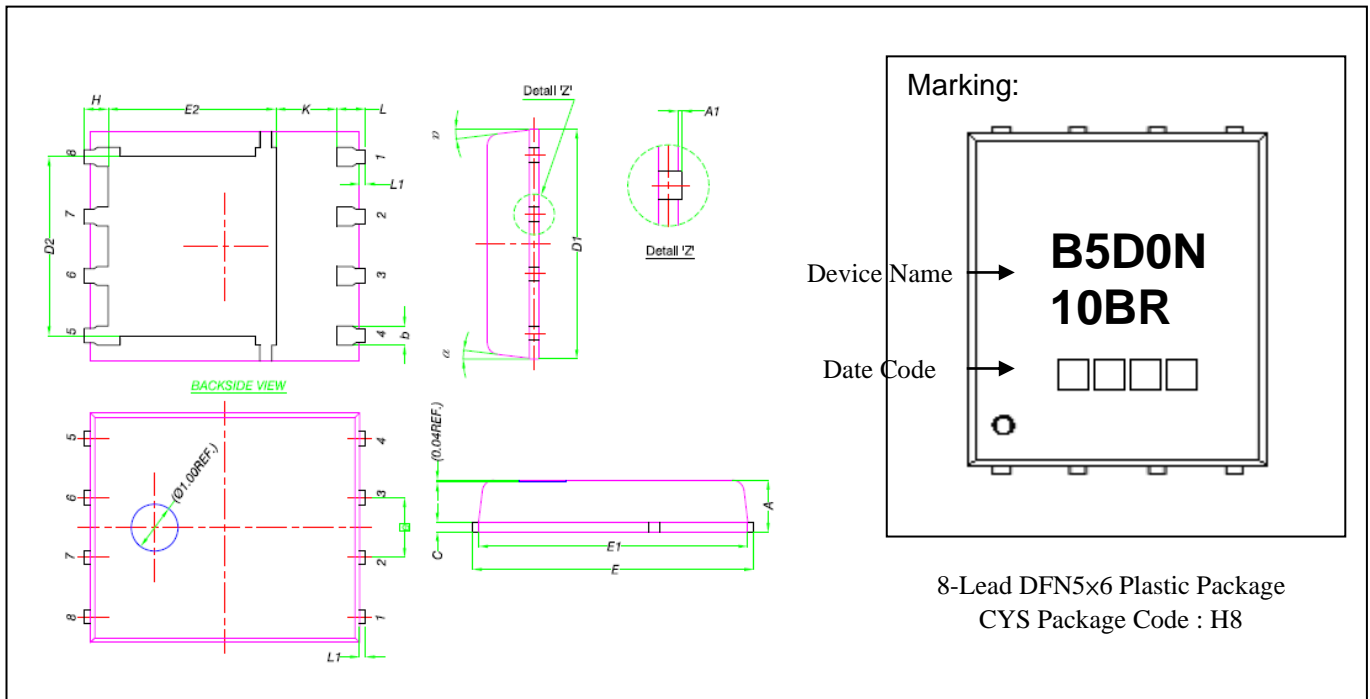 H
E2
K
L
8
1
L1
7
2
D2
6
3
5
4
b
BACKSIDE VIEW
Detail 'Z'
α
D1
α
A1
Detail 'Z'
5
4
(Ø1.00REF.)
6
3
7
2
8
1
L1
(0.04REF.)
A
C
E1
E
Marking:
B5D0N
Device Name
10BR
Date Code
8-Lead DFN5×6 Plastic Package
CYS Package Code : H8